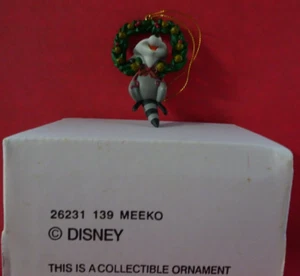 26231 139 MEEKO
© DISNEY
THIS IS A COLLECTIBLE ORNAMENT